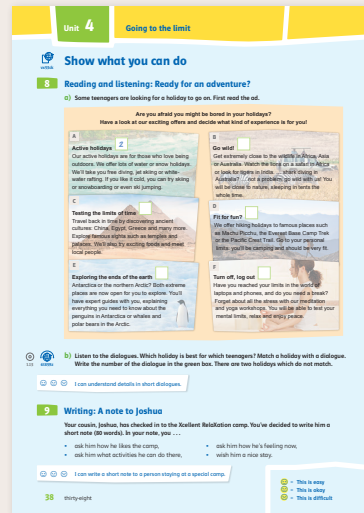 Unit 4
Going to the limit
Show what you can do
8 Reading and listening: Ready for an adventure?
a) Some teenagers are looking for a holiday to go on. First read the ad.
Are you afraid you might be bored in your holidays?
Have a look at our exciting offers and decide what kind of experience is for you!
A
Active holidays 2
Our active holidays are for those who love being
outdoors. We offer lots of water or snow holidays.
We'll take you free diving, jet skiing or white-
water rafting. If you like it cold, you can try skiing
or snowboarding or even ski jumping.
B
Go wild!
Get extremely close to the wildlife in Africa, Asia
or Australia. Watch the lions on a safari in Africa
or look for tigers in India. … share diving in
Australia? … not a problem, go wild with us! You
will be close to nature, sleeping in tents the
whole time.
C
Testing the limits of time
Travel back in time by discovering ancient
cultures: China, Egypt, Greece and many more.
Explore famous sights such as temples and
palaces. We'll also try exciting foods and meet
local people.
D
Fit for fun?
We offer hiking holidays to famous places such
as Machu Picchu, the Everest Base Camp Trek
or the Pacific Crest Trail. Go to your personal
limits: you'll be camping and should be very fit.
E
Exploring the ends of the earth
Antarctica or the northern Arctic? Both extreme
places are now open for you to explore. You'll
have expert guides with you, explaining
everything you need to know about the
penguins in Antarctica or whales and
polar bears in the Arctic.
F
Turn off, log out
Have you reached your limits in the world of
laptops and phones, and do you need a break?
Forget about all the stress with our meditation
and yoga workshops. You will be able to test your
mental limits, relax and enjoy peace.
b) Listen to the dialogues. Which holiday is best for which teenagers? Match a holiday with a dialogue.
Write the number of the dialogue in the green box. There are two holidays which do not match.
I can understand details in short dialogues.
9 Writing: A note to Joshua
Your cousin, Joshua, has checked in to the Xcellent RelaXation camp. You've decided to write him a
short note (80 words). In your note, you …
• ask him how he likes the camp,
• ask him what activities he can do there,
• ask him how he's feeling now,
• wish him a nice stay.
I can write a short note to a person staying at a special camp.
= This is easy
= This is okay
= This is difficult
38 thirty-eight